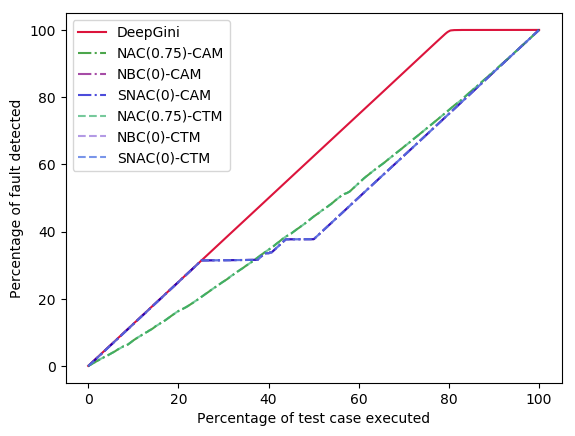 DeepGini
NAC(0.75)-CAM
NBC(0)-CAM
SNAC(0)-CAM
NAC(0.75)-CTM
NBC(0)-CTM
SNAC(0)-CTM
Percentage of fault detected
100
80
60
40
20
0
0 20 40 60 80 100
Percentage of test case executed